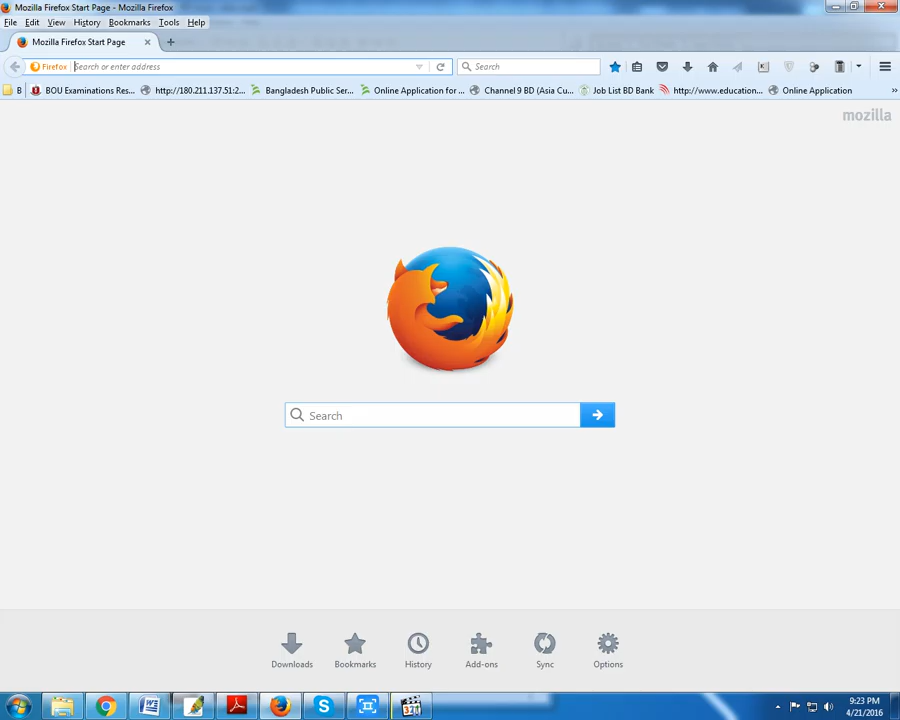 Mozilla Firefox Start Page - Mozilla Firefox
File Edit View History Bookmarks Tools Help
Mozilla Firefox Start Page
Firefox Search or enter address Search
B BOU Examinations Res... http://180.211.137.51:2... Bangladesh Public Ser... Online Application for ... Channel 9 BD (Asia Cu... Job List BD Bank http://www.education... Online Application
mozilla
Search
Downloads Bookmarks History Add-ons Sync Options
9:23 PM
4/21/2016